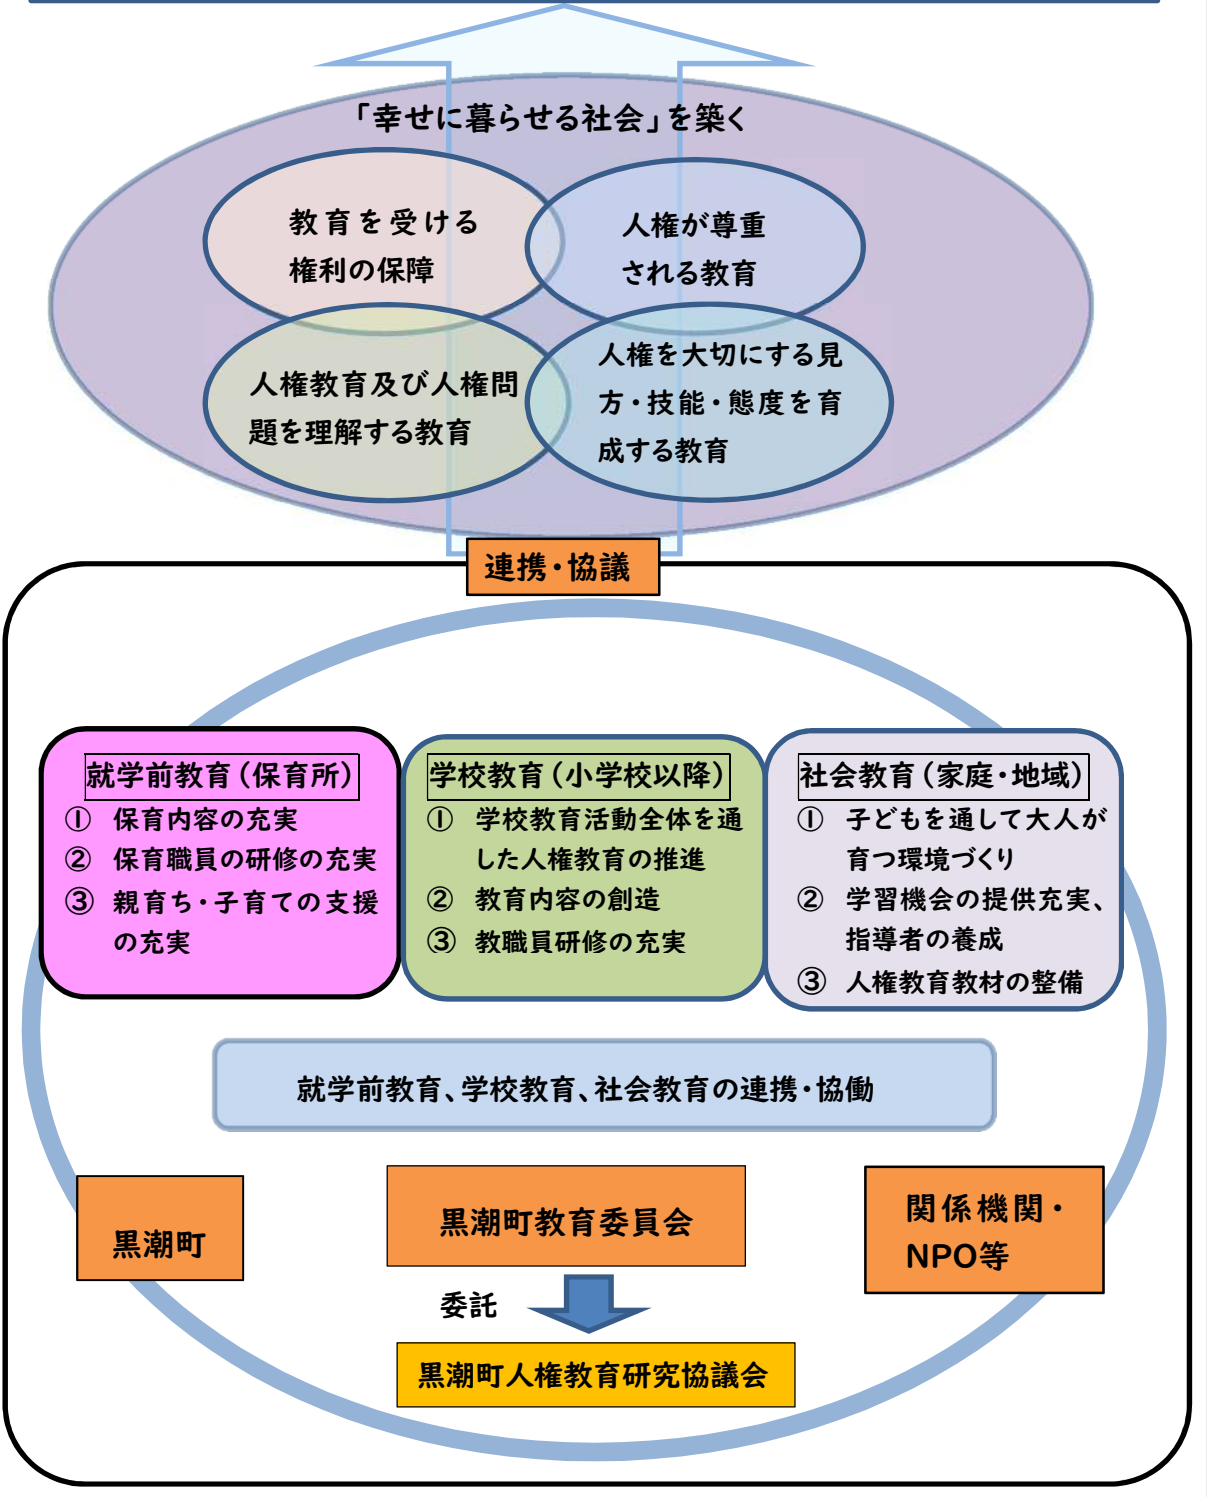 「幸せに暮らせる社会」を築く
教育を受ける
権利の保障
人権が尊重
される教育
人権教育及び人権問
題を理解する教育
人権を大切にする見
方・技能・態度を育
成する教育
連携・協議
就学前教育（保育所）
① 保育内容の充実
② 保育職員の研修の充実
③ 親育ち・子育ての支援
の充実
学校教育（小学校以降）
① 学校教育活動全体を通
した人権教育の推進
② 教育内容の創造
③ 教職員研修の充実
社会教育（家庭・地域）
① 子どもを通して大人が
育つ環境づくり
② 学習機会の提供充実、
指導者の養成
③ 人権教育教材の整備
就学前教育、学校教育、社会教育の連携・協働
黒潮町
黒潮町教育委員会
関係機関・
NPO等
委託
黒潮町人権教育研究協議会